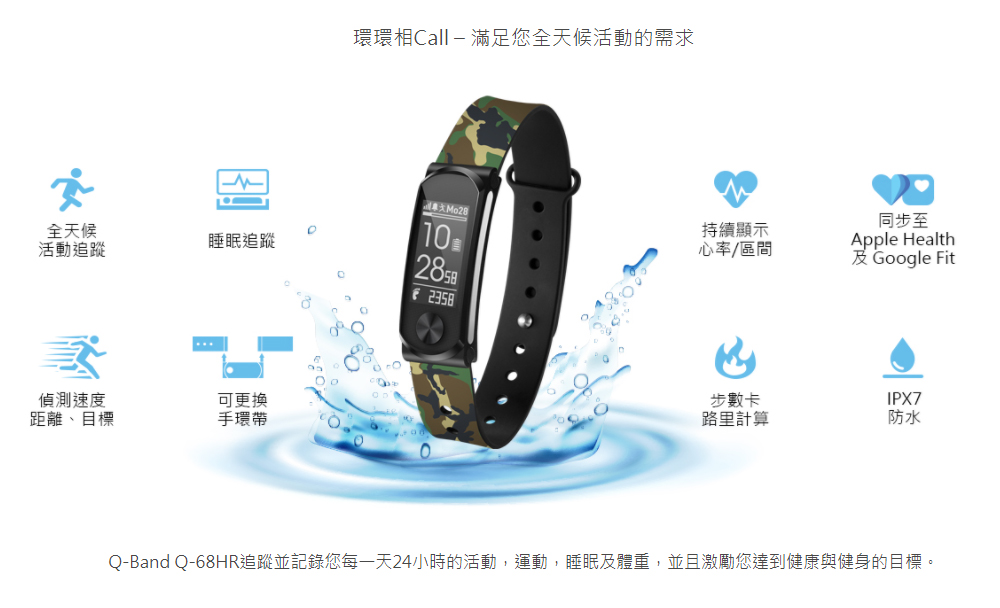 環環相Call – 滿足您全天候活動的需求
全天候
活動追蹤
睡眠追蹤
Mo28
10
2858
2358
持續顯示
心率/區間
同步至
Apple Health
及 Google Fit
偵測速度
距離、目標
可更換
手環帶
步數卡
路里計算
IPX7
防水
Q-Band Q-68HR追蹤並記錄您每一天24小時的活動，運動，睡眠及體重，並且激勵您達到健康與健身的目標。